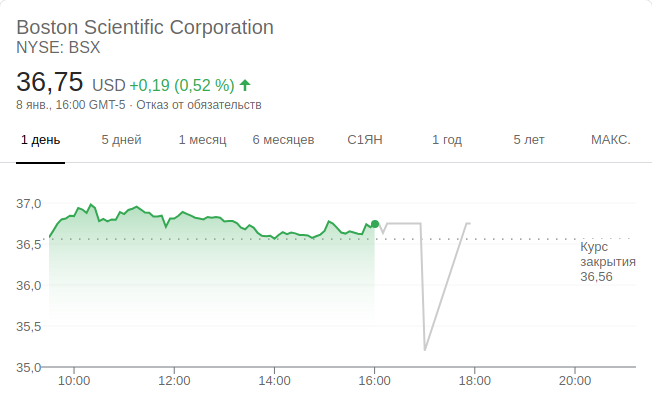 Boston Scientific Corporation
NYSE: BSX
36,75 USD +0,19 (0,52 %)
8 янв., 16:00 GMT-5 · Отказ от обязательств
1 день 5 дней 1 месяц 6 месяцев С1ЯН 1 год 5 лет МАКС.
37,0
36,5
Курс
закрытия
36,56
36,0
35,5
35,0
10:00 12:00 14:00 16:00 18:00 20:00